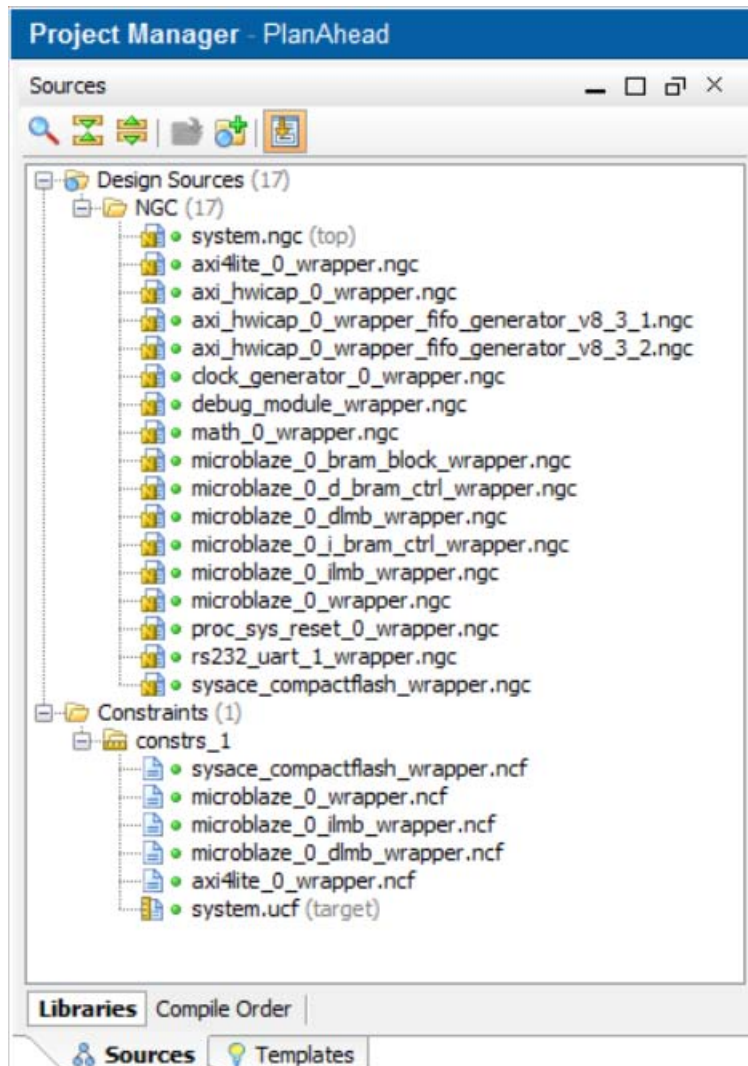 Project Manager - PlanAhead
Sources
Design Sources (17)
NGC (17)
system.ngc (top)
axi4lite_0_wrapper.ngc
axi_hwicap_0_wrapper.ngc
axi_hwicap_0_wrapper_fifo_generator_v8_3_1.ngc
axi_hwicap_0_wrapper_fifo_generator_v8_3_2.ngc
clock_generator_0_wrapper.ngc
debug_module_wrapper.ngc
math_0_wrapper.ngc
microblaze_0_bram_block_wrapper.ngc
microblaze_0_d_bram_ctrl_wrapper.ngc
microblaze_0_dlmb_wrapper.ngc
microblaze_0_i_bram_ctrl_wrapper.ngc
microblaze_0_ilmb_wrapper.ngc
microblaze_0_wrapper.ngc
proc_sys_reset_0_wrapper.ngc
rs232_uart_1_wrapper.ngc
sysace_compactflash_wrapper.ngc
Constraints (1)
constrs_1
sysace_compactflash_wrapper.ncf
microblaze_0_wrapper.ncf
microblaze_0_ilmb_wrapper.ncf
microblaze_0_dlmb_wrapper.ncf
axi4lite_0_wrapper.ncf
system.ucf (target)
Libraries Compile Order
Sources Templates